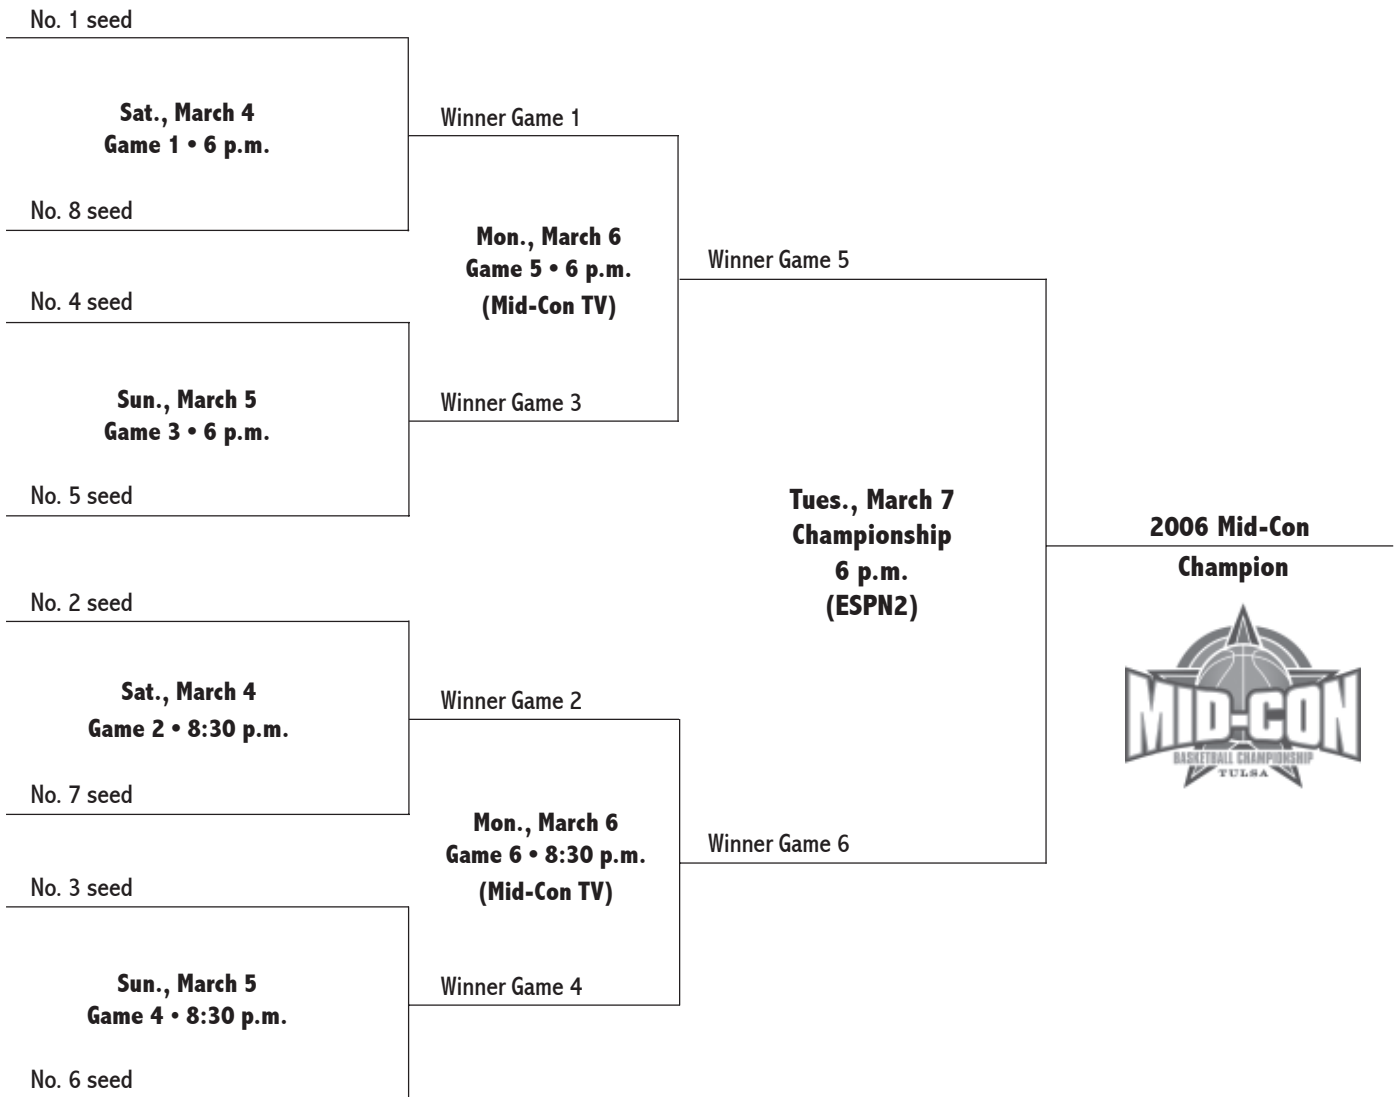 No. 1 seed
Sat., March 4
Game 1 • 6 p.m.
No. 8 seed
No. 4 seed
Sun., March 5
Game 3 • 6 p.m.
No. 5 seed
No. 2 seed
Sat., March 4
Game 2 • 8:30 p.m.
No. 7 seed
No. 3 seed
Sun., March 5
Game 4 • 8:30 p.m.
No. 6 seed
Winner Game 1
Mon., March 6
Game 5 • 6 p.m.
(Mid-Con TV)
Winner Game 3
Winner Game 2
Mon., March 6
Game 6 • 8:30 p.m.
(Mid-Con TV)
Winner Game 4
Winner Game 5
Tues., March 7
Championship
6 p.m.
(ESPN2)
Winner Game 6
2006 Mid-Con
Champion
MID-CON
BASKETBALL CHAMPIONSHIP
TULSA